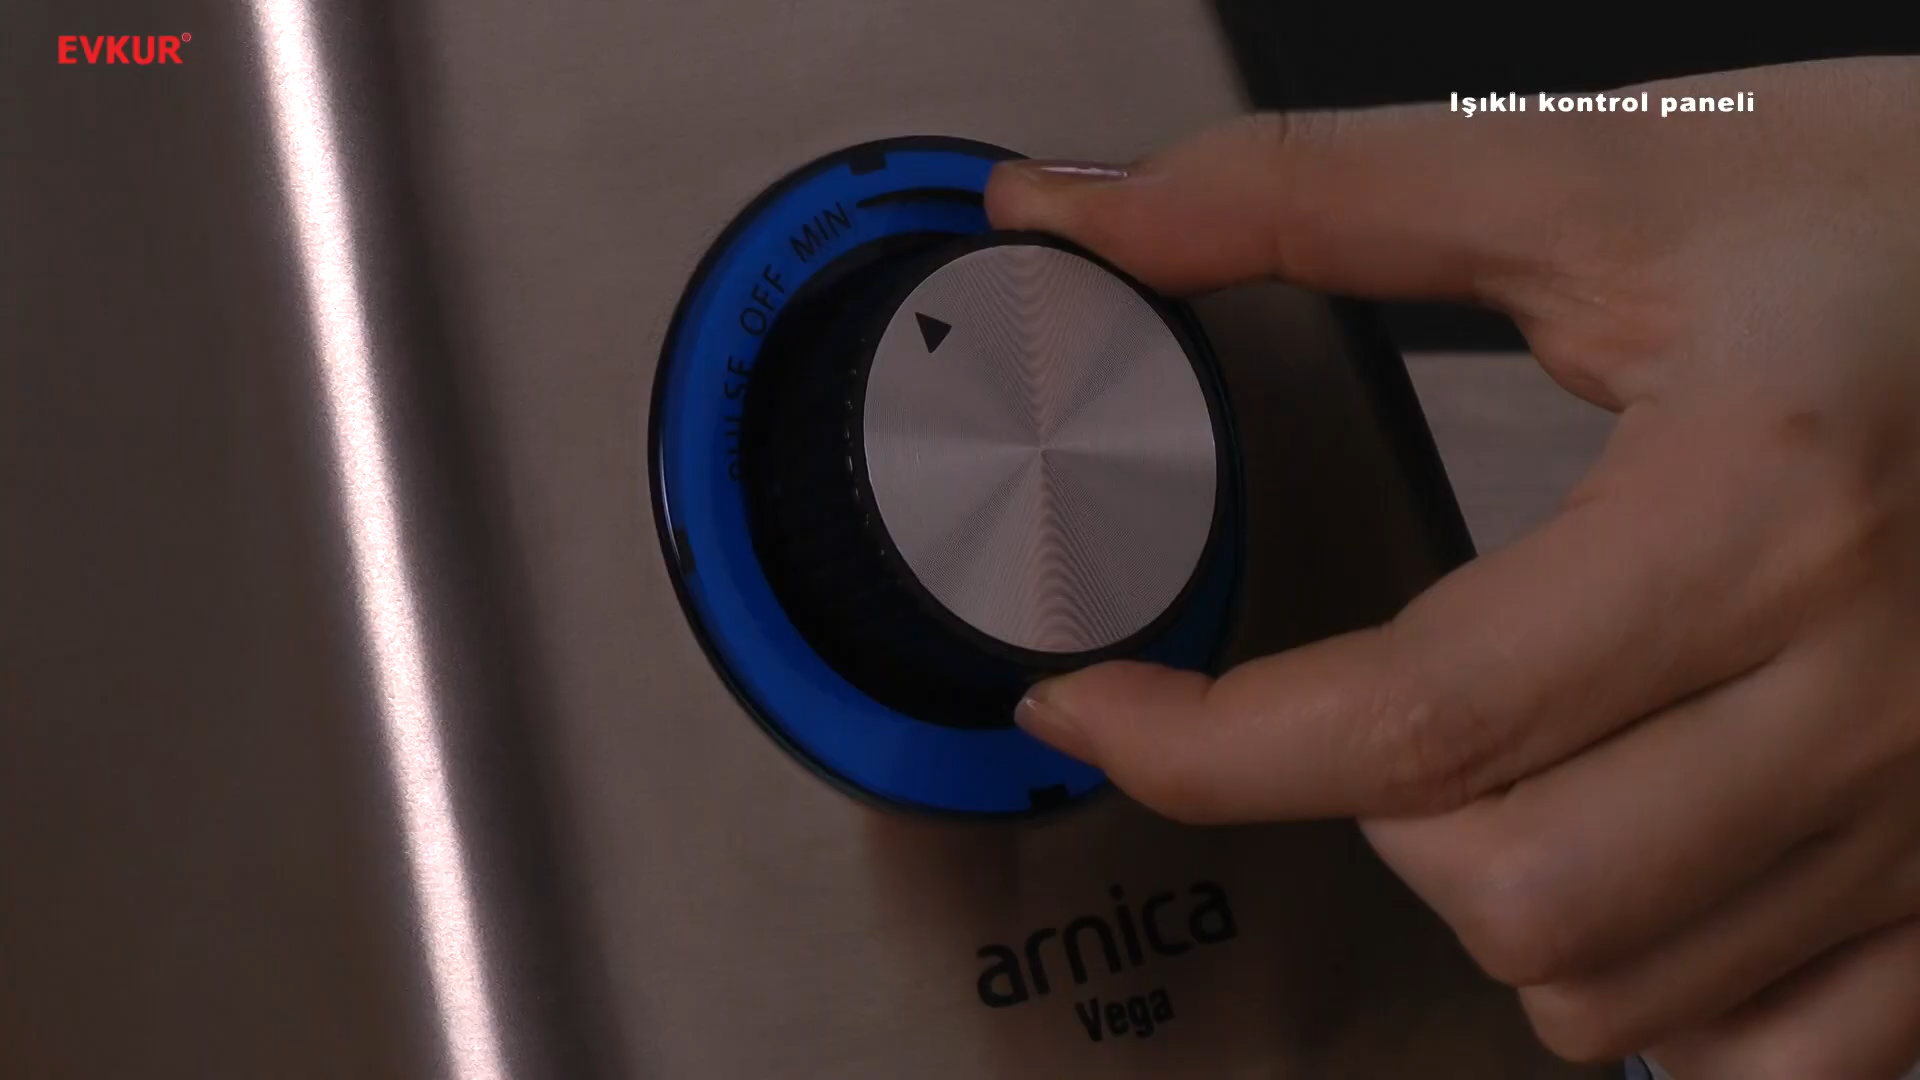 EVKUR
Işıklı kontrol paneli
MIN
OFF
PULSE
arnica
Vega